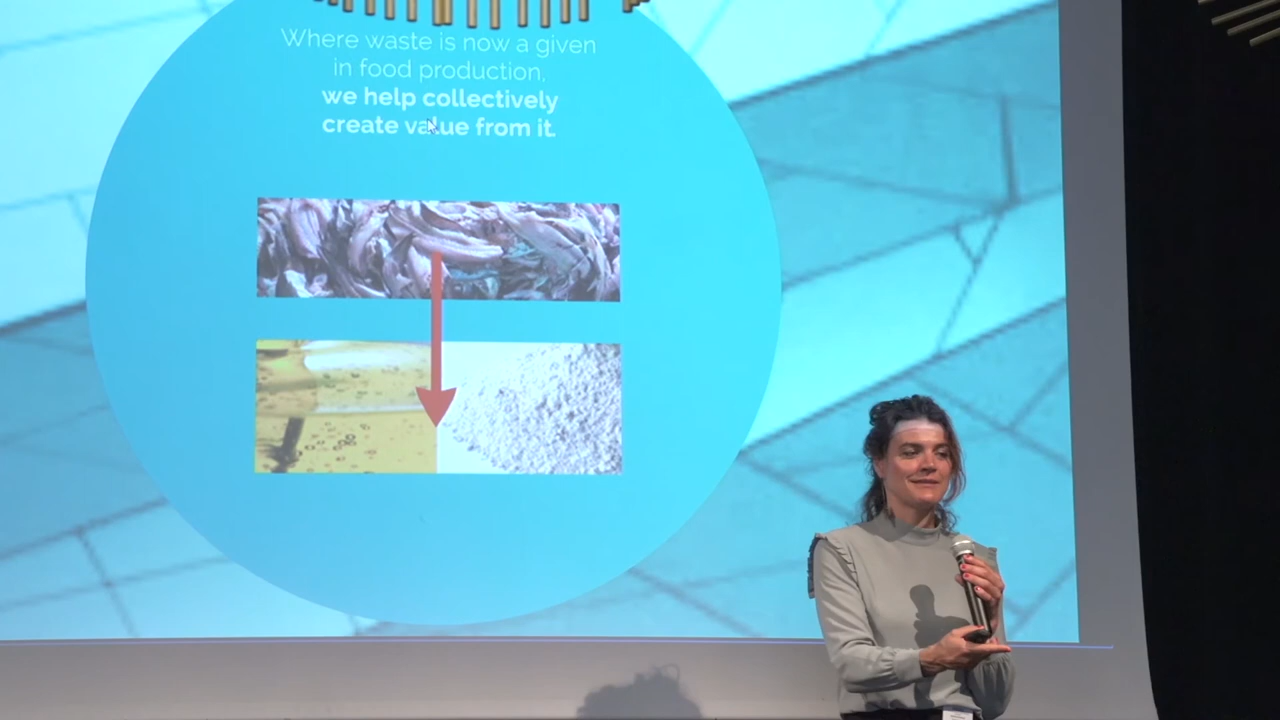 Where waste is now a given
in food production,
we help collectively
create value from it.